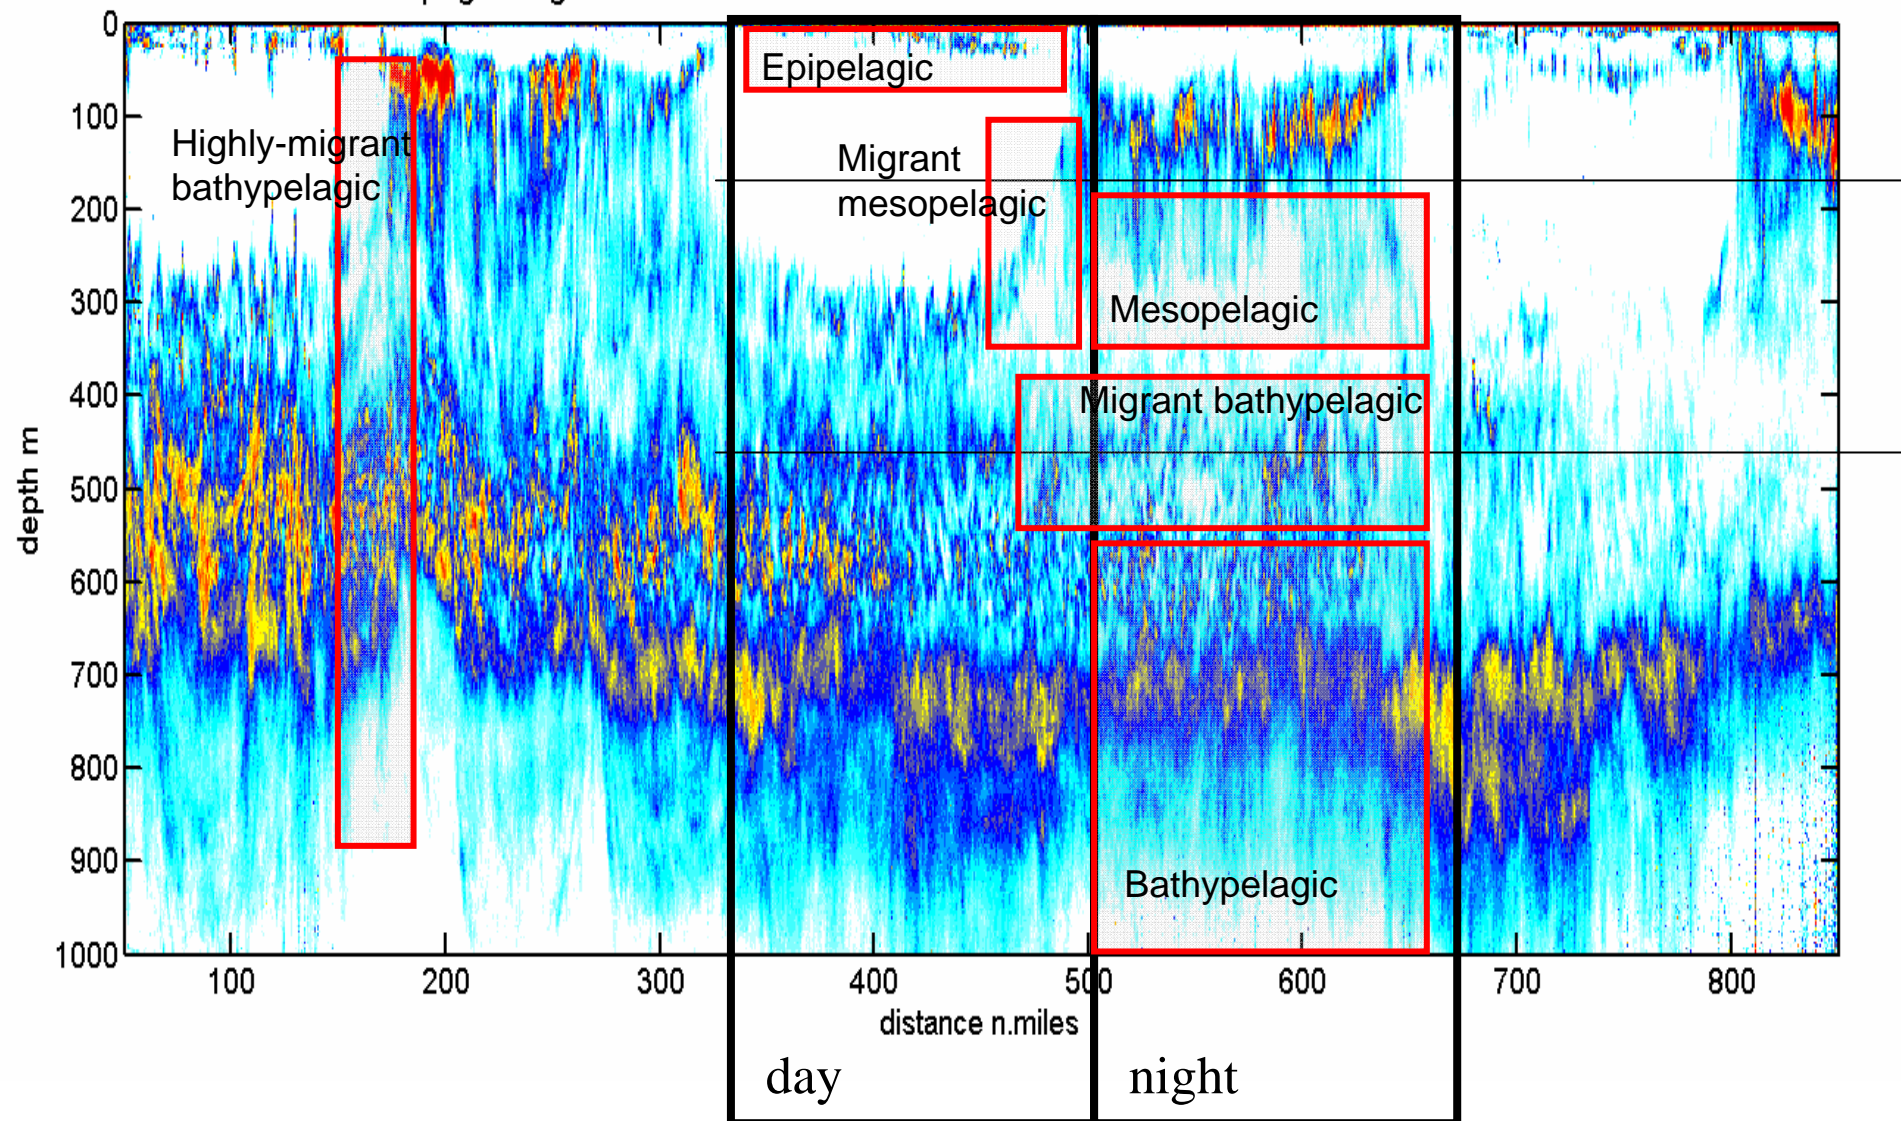 0
100
200
300
400
500
600
700
800
900
1000
depth m
Epipelagic
Highly-migrant
bathypelagic
Migrant
mesopelagic
Mesopelagic
Migrant bathypelagic
Bathypelagic
100 200 300 400 500 600 700 800
distance n.miles
day night